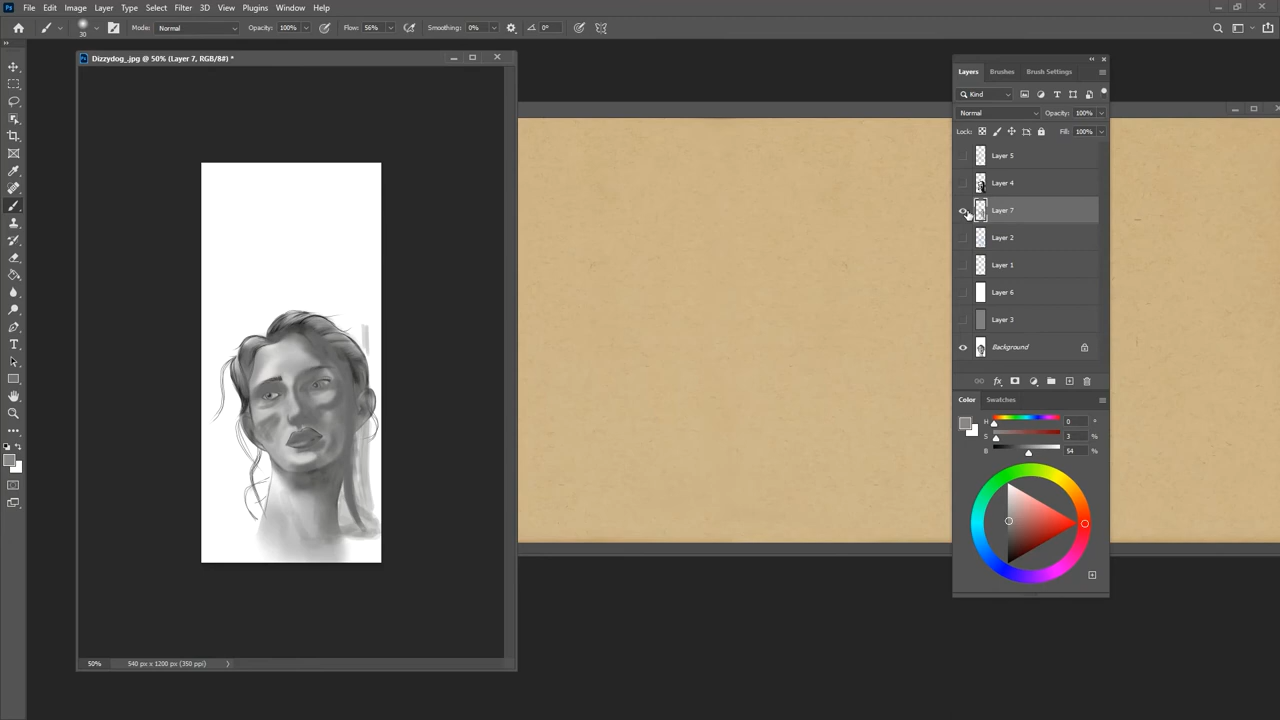 Ps File Edit Image Layer Type Select Filter 3D View Plugins Window Help
30 Mode: Normal Opacity: 100% Flow: 56% Smoothing: 0% 0°
Dizzydog_.jpg @ 50% (Layer 7, RGB/8#) *
Layers Brushes Brush Settings
Kind
Normal Opacity: 100%
Lock: Fill: 100%
Layer 5
Layer 4
Layer 7
Layer 2
Layer 1
Layer 6
Layer 3
Background
fx
Color Swatches
H 0 °
S 3 %
B 54 %
50% 540 px x 1200 px (350 ppi)